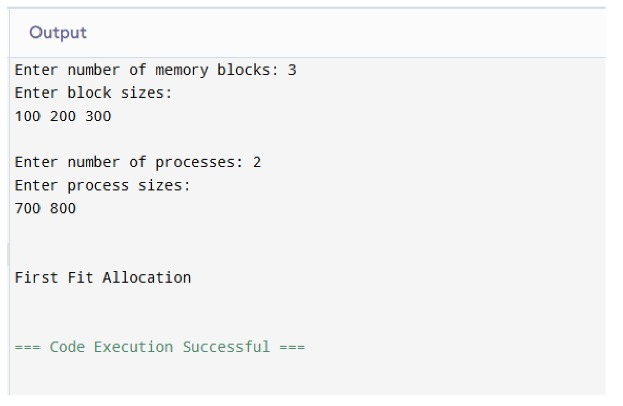 Output
Enter number of memory blocks: 3
Enter block sizes:
100 200 300
Enter number of processes: 2
Enter process sizes:
700 800
First Fit Allocation
=== Code Execution Successful ===